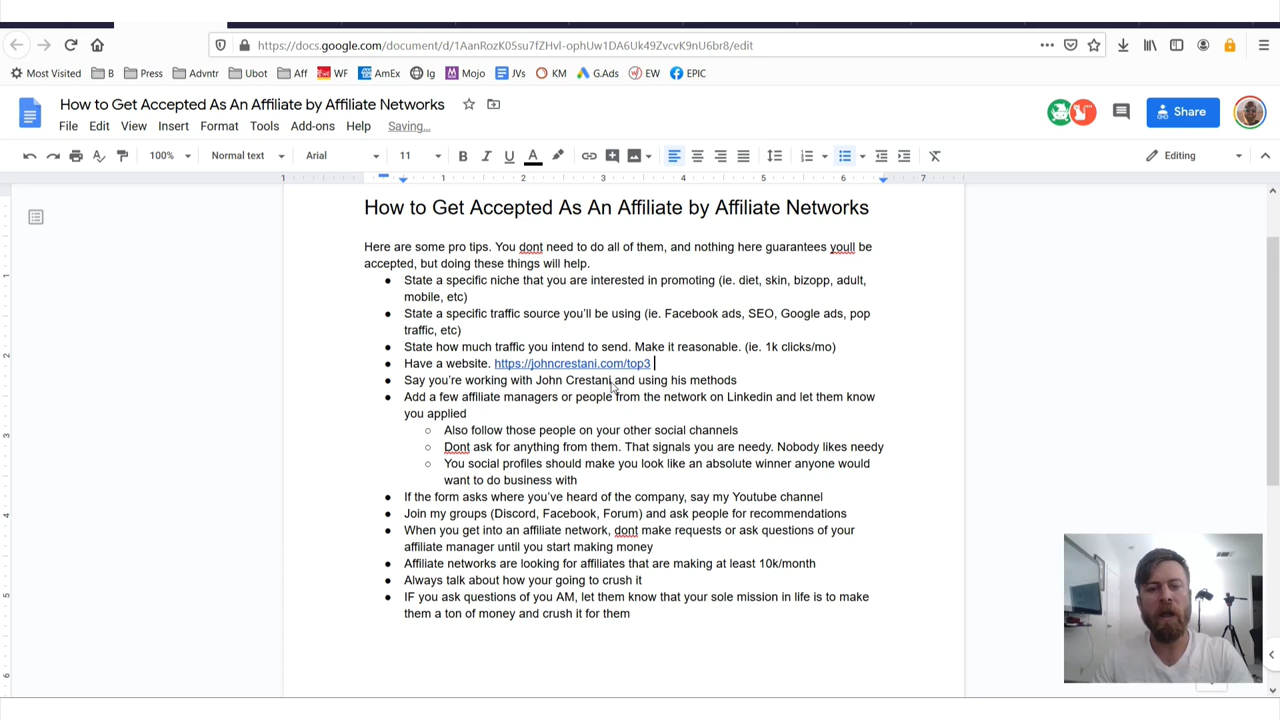 https://docs.google.com/document/d/1AanRozK05su7fZHvl-ophUw1DA6Uk49ZvcvK9nU6br8/edit
Most Visited B Press Advntr Ubot Aff WF AmEx Ig Mojo JVs KM G.Ads EW EPIC
How to Get Accepted As An Affiliate by Affiliate Networks
Share
File Edit View Insert Format Tools Add-ons Help Saving...
100% Normal text Arial 11 B I U A Editing
1 1 2 3 4 5 6 7
How to Get Accepted As An Affiliate by Affiliate Networks
Here are some pro tips. You dont need to do all of them, and nothing here guarantees youll be
accepted, but doing these things will help.
● State a specific niche that you are interested in promoting (ie. diet, skin, bizopp, adult,
mobile, etc)
● State a specific traffic source you'll be using (ie. Facebook ads, SEO, Google ads, pop
traffic, etc)
● State how much traffic you intend to send. Make it reasonable. (ie. 1k clicks/mo)
● Have a website. https://johncrestani.com/top3
● Say you're working with John Crestani and using his methods
● Add a few affiliate managers or people from the network on Linkedin and let them know
you applied
○ Also follow those people on your other social channels
○ Dont ask for anything from them. That signals you are needy. Nobody likes needy
○ You social profiles should make you look like an absolute winner anyone would
want to do business with
● If the form asks where you've heard of the company, say my Youtube channel
● Join my groups (Discord, Facebook, Forum) and ask people for recommendations
● When you get into an affiliate network, dont make requests or ask questions of your
affiliate manager until you start making money
● Affiliate networks are looking for affiliates that are making at least 10k/month
● Always talk about how your going to crush it
● IF you ask questions of you AM, let them know that your sole mission in life is to make
them a ton of money and crush it for them